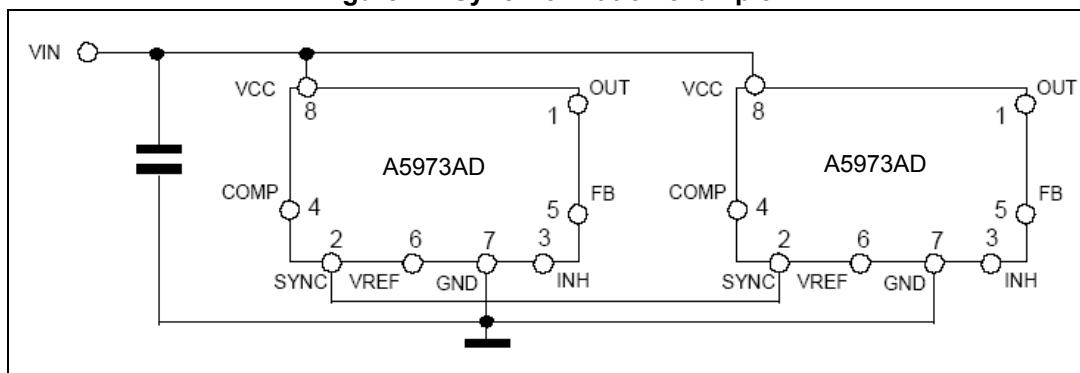 VIN
VCC
8
OUT
1
A5973AD
COMP
4
FB
5
2
6
7
3
SYNC
VREF
GND
INH
VCC
8
OUT
1
A5973AD
COMP
4
FB
5
2
6
7
3
SYNC
VREF
GND
INH